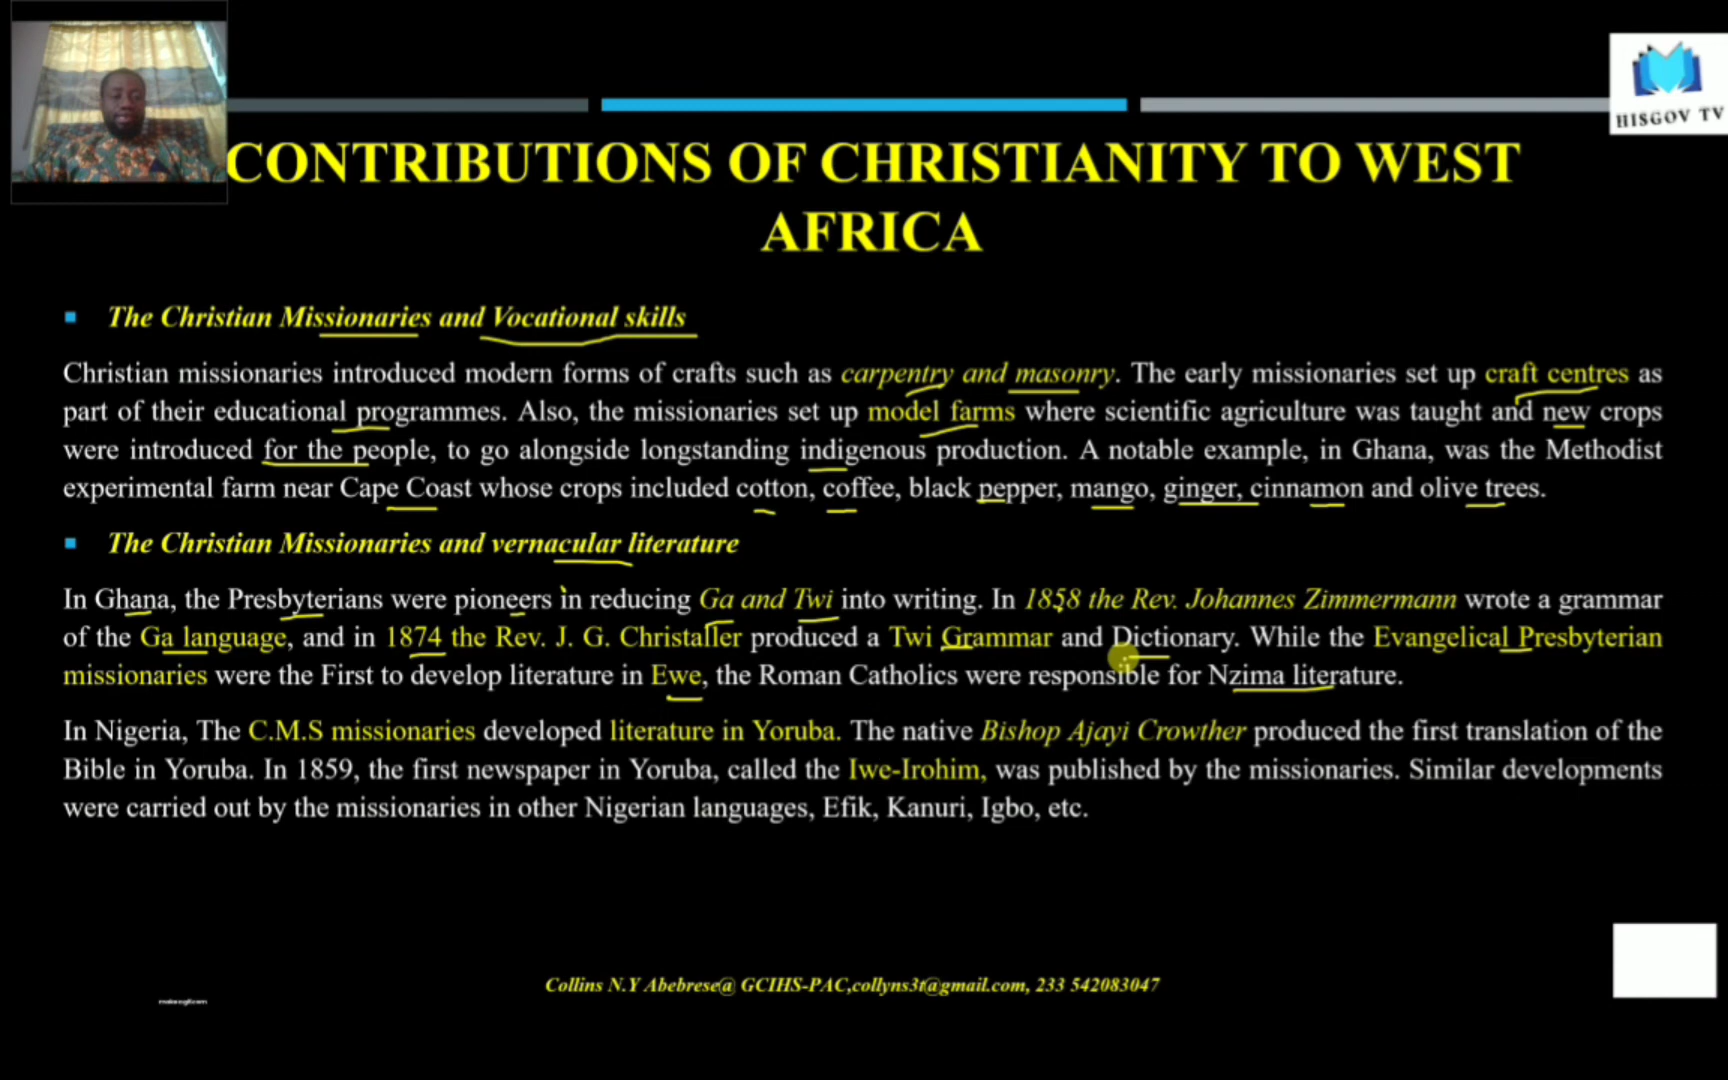 HISGOV TV
CONTRIBUTIONS OF CHRISTIANITY TO WEST
AFRICA
The Christian Missionaries and Vocational skills
Christian missionaries introduced modern forms of crafts such as carpentry and masonry. The early missionaries set up craft centres as
part of their educational programmes. Also, the missionaries set up model farms where scientific agriculture was taught and new crops
were introduced for the people, to go alongside longstanding indigenous production. A notable example, in Ghana, was the Methodist
experimental farm near Cape Coast whose crops included cotton, coffee, black pepper, mango, ginger, cinnamon and olive trees.
The Christian Missionaries and vernacular literature
In Ghana, the Presbyterians were pioneers in reducing Ga and Twi into writing. In 1858 the Rev. Johannes Zimmermann wrote a grammar
of the Ga language, and in 1874 the Rev. J. G. Christaller produced a Twi Grammar and Dictionary. While the Evangelical Presbyterian
missionaries were the First to develop literature in Ewe, the Roman Catholics were responsible for Nzima literature.
In Nigeria, The C.M.S missionaries developed literature in Yoruba. The native Bishop Ajayi Crowther produced the first translation of the
Bible in Yoruba. In 1859, the first newspaper in Yoruba, called the Iwe-Irohim, was published by the missionaries. Similar developments
were carried out by the missionaries in other Nigerian languages, Efik, Kanuri, Igbo, etc.
Collins N.Y Abebrese@ GCIHS-PAC,collyns3t@gmail.com, 233 542083047